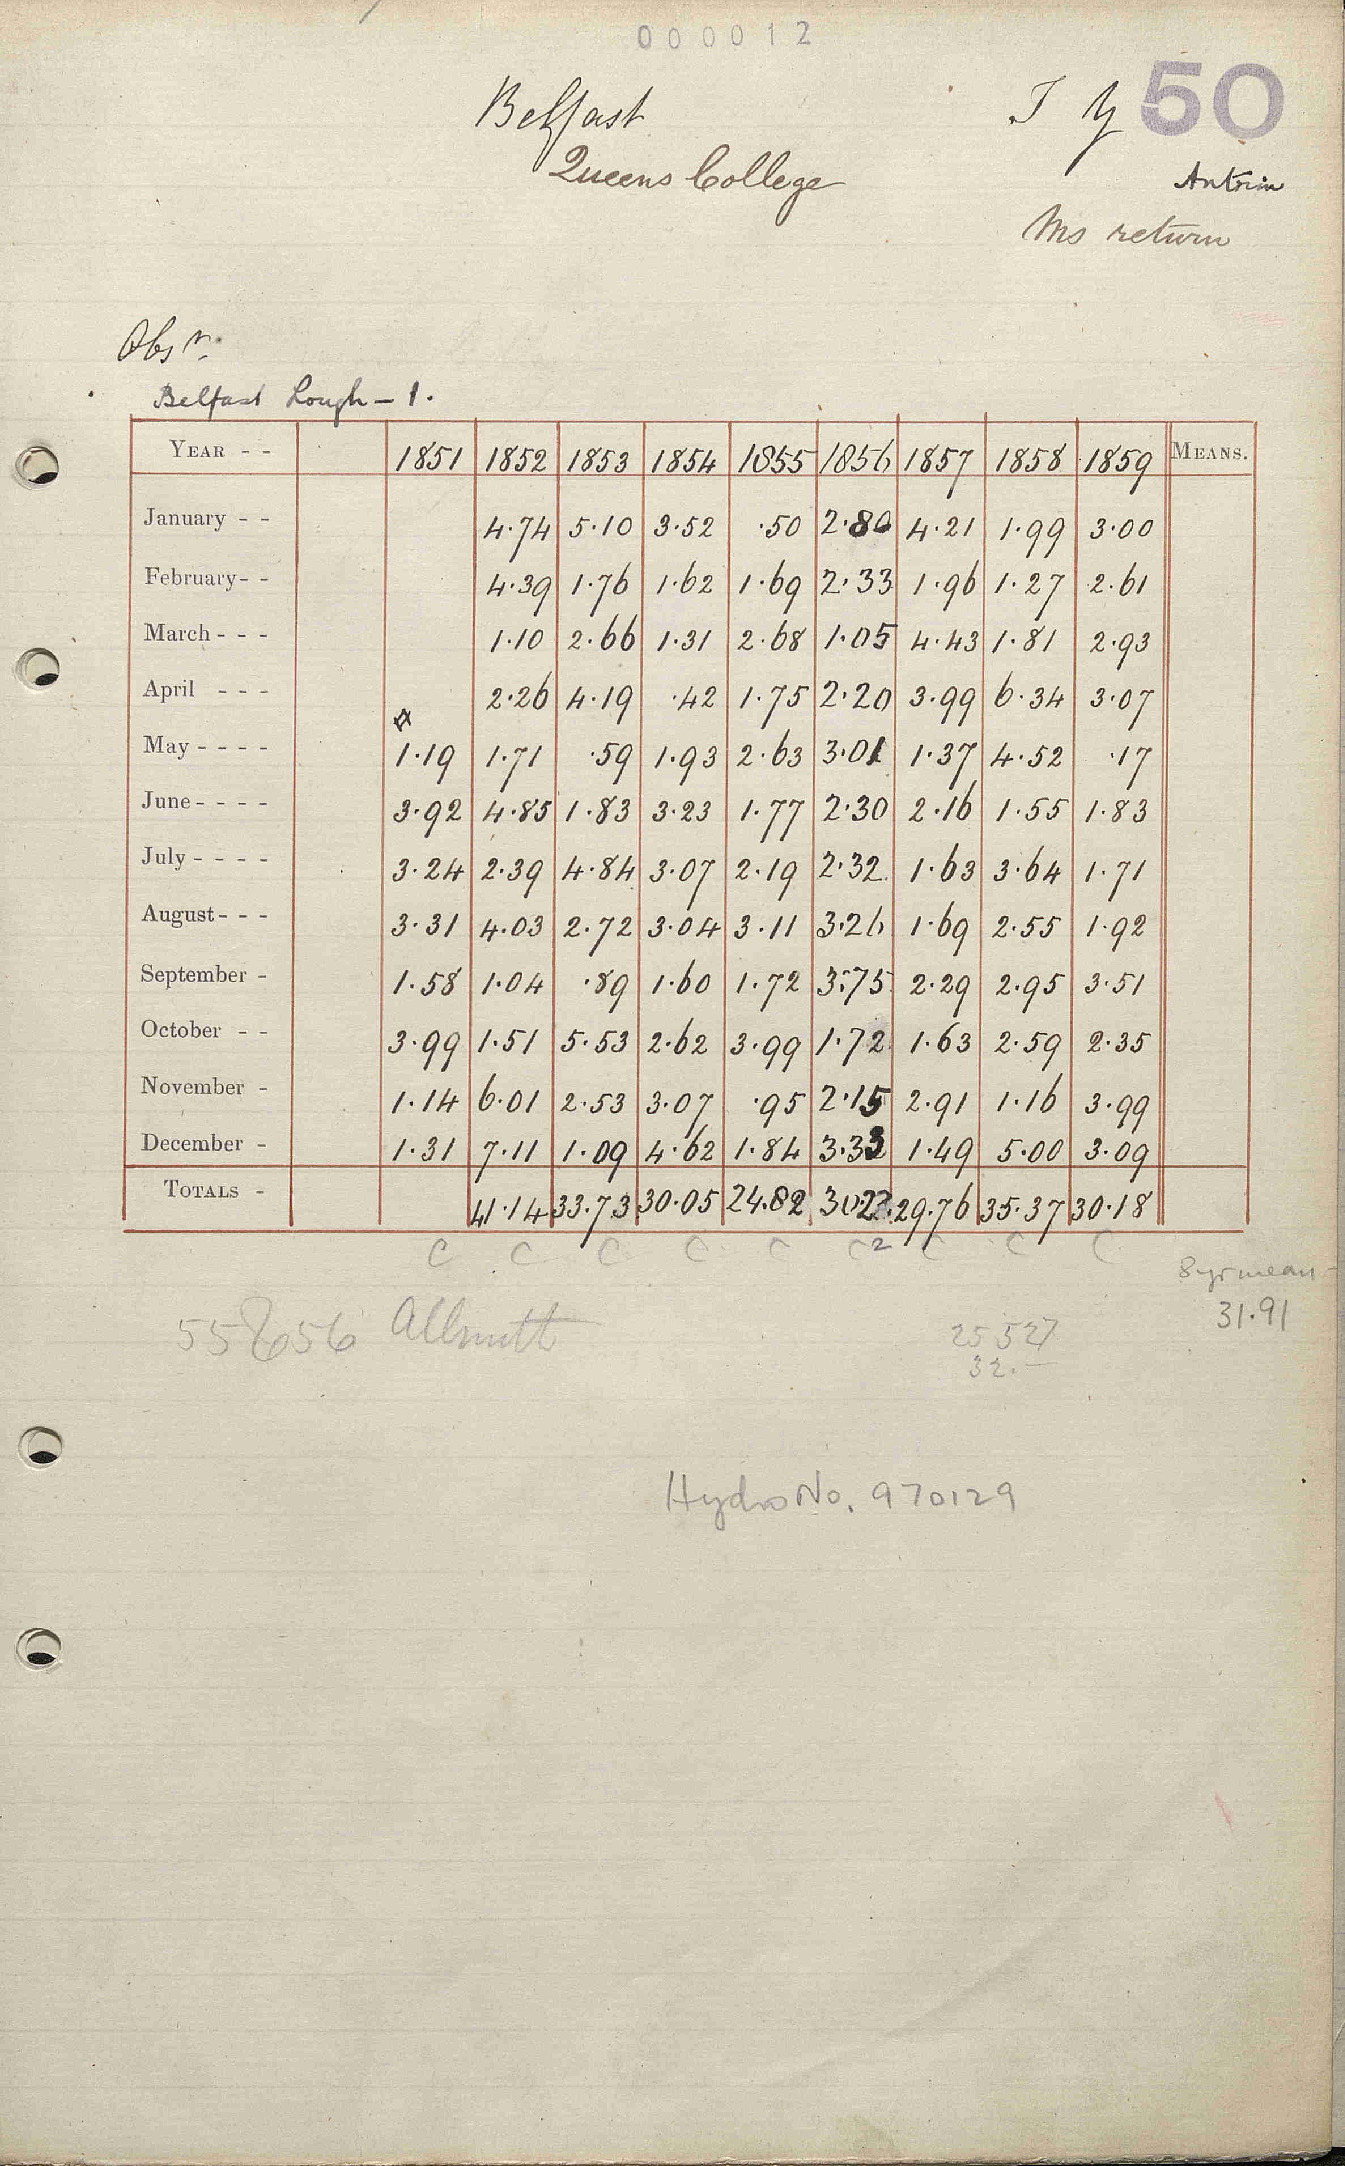 000012
Belfast
Queens College
I Y 50
Antrim
Ms return
Obsr.
Belfast Lough - 1.
YEAR - - 1851 1852 1853 1854 1855 1856 1857 1858 1859 MEANS.
January - - 4.74 5.10 3.52 .50 2.80 4.21 1.99 3.00
February - - 4.39 1.76 1.62 1.69 2.33 1.96 1.27 2.61
March - - - 1.10 2.66 1.31 2.68 1.05 4.43 1.81 2.93
April - - - 2.26 4.19 .42 1.75 2.20 3.99 6.34 3.07
May - - - - 1.19 1.71 .59 1.93 2.63 3.01 1.37 4.52 .17
June - - - - 3.92 4.85 1.83 3.23 1.77 2.30 2.16 1.55 1.83
July - - - - 3.24 2.39 4.84 3.07 2.19 2.32 1.63 3.64 1.71
August - - - 3.31 4.03 2.72 3.04 3.11 3.26 1.69 2.55 1.92
September - 1.58 1.04 .89 1.60 1.72 3.75 2.29 2.95 3.51
October - - 3.99 1.51 5.53 2.62 3.99 1.72 1.63 2.59 2.35
November - 1.14 6.01 2.53 3.07 .95 2.15 2.91 1.16 3.99
December - 1.31 7.11 1.09 4.62 1.84 3.33 1.49 5.00 3.09
TOTALS - 41.14 33.73 30.05 24.82 30.22 29.76 35.37 30.18
C C C C C C 2 C C C
8 yr mean
31.91
55 & 56 Allnutt
25 527
32.—
Hydro No. 970129